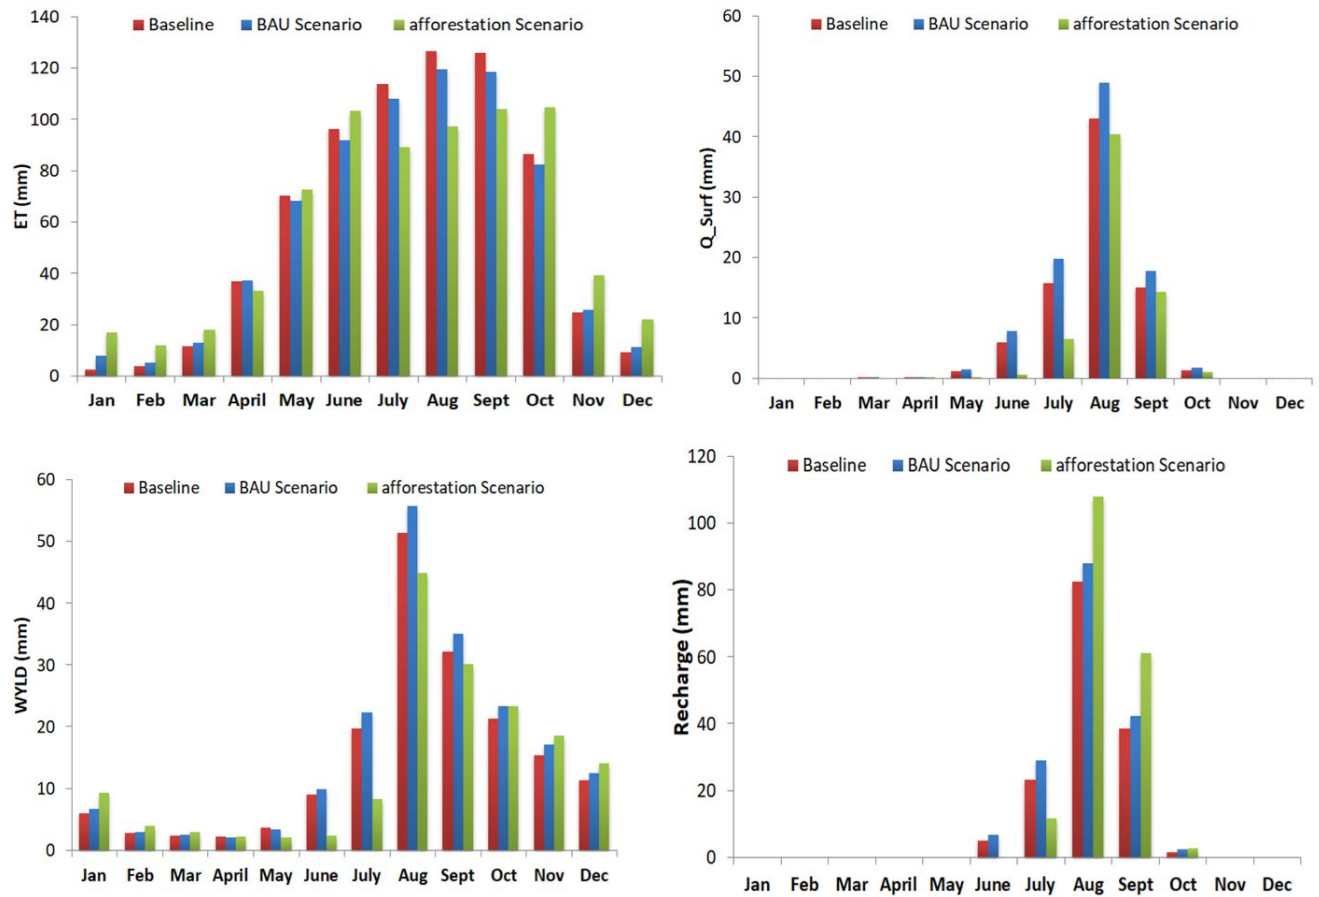 140
Baseline BAU Scenario afforestation Scenario
120
100
80
60
40
20
0
ET (mm)
Jan Feb Mar April May June July Aug Sept Oct Nov Dec
60
Baseline BAU Scenario afforestation Scenario
50
40
30
20
10
0
Q_Surf (mm)
Jan Feb Mar April May June July Aug Sept Oct Nov Dec
60
Baseline BAU Scenario afforestation Scenario
50
40
30
20
10
0
WYLD (mm)
Jan Feb Mar April May June July Aug Sept Oct Nov Dec
120
Baseline BAU Scenario afforestation Scenario
100
80
60
40
20
0
Recharge (mm)
Jan Feb Mar April May June July Aug Sept Oct Nov Dec